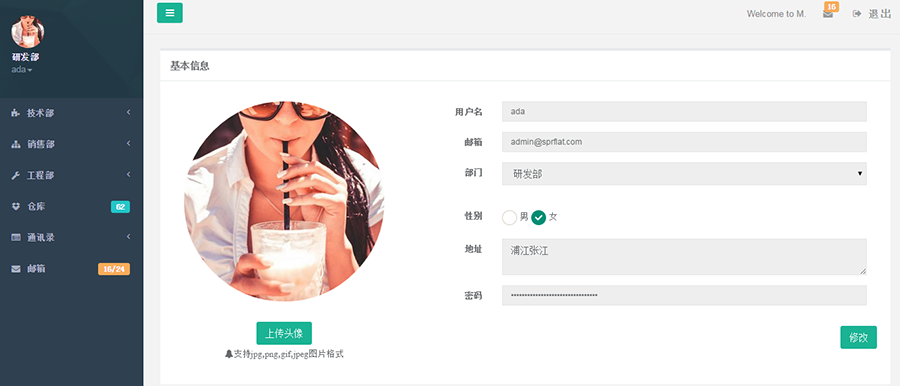 Welcome to M.
16
退出
研发部
ada
技术部
销售部
工程部
仓库
62
通讯录
邮箱
16/24
基本信息
用户名
ada
邮箱
admin@sprflat.com
部门
研发部
性别
男
女
地址
浦江张江
密码
上传头像
支持jpg,png,gif,jpeg图片格式
修改